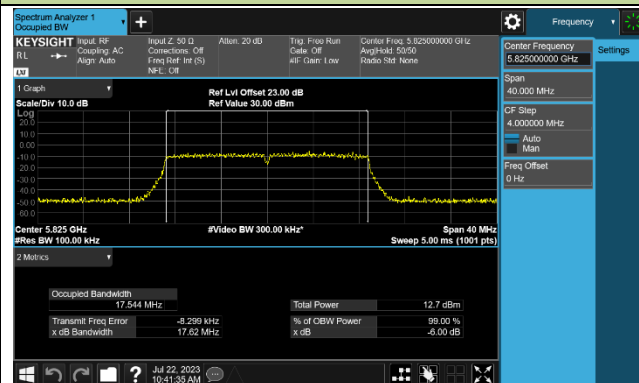 Spectrum Analyzer 1
Occupied BW
+
Frequency
KEYSIGHT
RL
LXI
Input: RF
Coupling: AC
Align: Auto
Input Z: 50 Ω
Corrections: Off
Freq Ref: Int (S)
NFE: Off
Atten: 20 dB
Trig: Free Run
Gate: Off
#IF Gain: Low
Center Freq: 5.825000000 GHz
Avg|Hold: 50/50
Radio Std: None
Center Frequency
5.825000000 GHz
Settings
Span
40.000 MHz
CF Step
4.000000 MHz
Auto
Man
Freq Offset
0 Hz
1 Graph
Scale/Div 10.0 dB
Ref Lvl Offset 23.00 dB
Ref Value 30.00 dBm
Log
20.0
10.0
0.00
-10.0
-20.0
-30.0
-40.0
-50.0
-60.0
Center 5.825 GHz
#Res BW 100.00 kHz
#Video BW 300.00 kHz*
Span 40 MHz
Sweep 5.00 ms (1001 pts)
2 Metrics
Occupied Bandwidth
17.544 MHz
Total Power 12.7 dBm
Transmit Freq Error -8.299 kHz
% of OBW Power 99.00 %
x dB Bandwidth 17.62 MHz
x dB -6.00 dB
?
Jul 22, 2023
10:41:35 AM